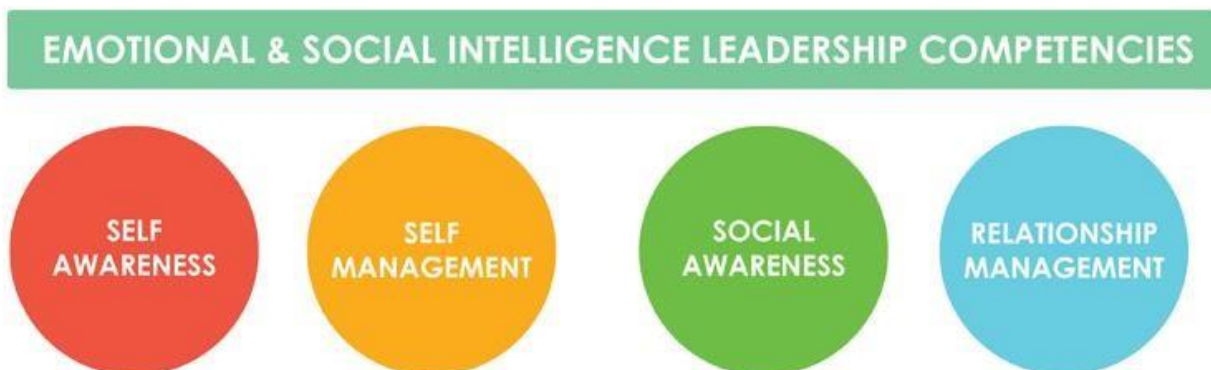 EMOTIONAL & SOCIAL INTELLIGENCE LEADERSHIP COMPETENCIES
SELF
AWARENESS
SELF
MANAGEMENT
SOCIAL
AWARENESS
RELATIONSHIP
MANAGEMENT